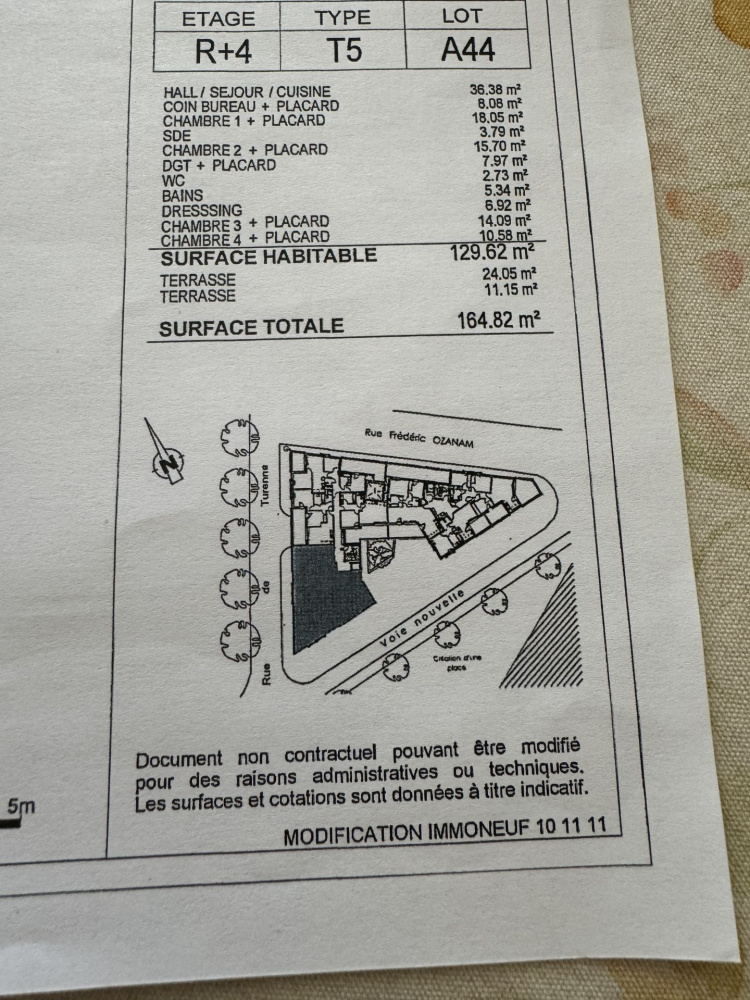 ETAGE TYPE LOT
R+4 T5 A44
HALL / SEJOUR / CUISINE 36.38 m²
COIN BUREAU + PLACARD 8.08 m²
CHAMBRE 1 + PLACARD 18.05 m²
SDE 3.79 m²
CHAMBRE 2 + PLACARD 15.70 m²
DGT + PLACARD 7.97 m²
WC 2.73 m²
BAINS 5.34 m²
DRESSSING 6.92 m²
CHAMBRE 3 + PLACARD 14.09 m²
CHAMBRE 4 + PLACARD 10.58 m²
SURFACE HABITABLE 129.62 m²
TERRASSE 24.05 m²
TERRASSE 11.15 m²
SURFACE TOTALE 164.82 m²
Rue Frédéric OZANAM
N
Rue de Turenne
Voie nouvelle
Création d'une
place
Document non contractuel pouvant être modifié
pour des raisons administratives ou techniques.
Les surfaces et cotations sont données à titre indicatif.
5m
MODIFICATION IMMONEUF 10 11 11